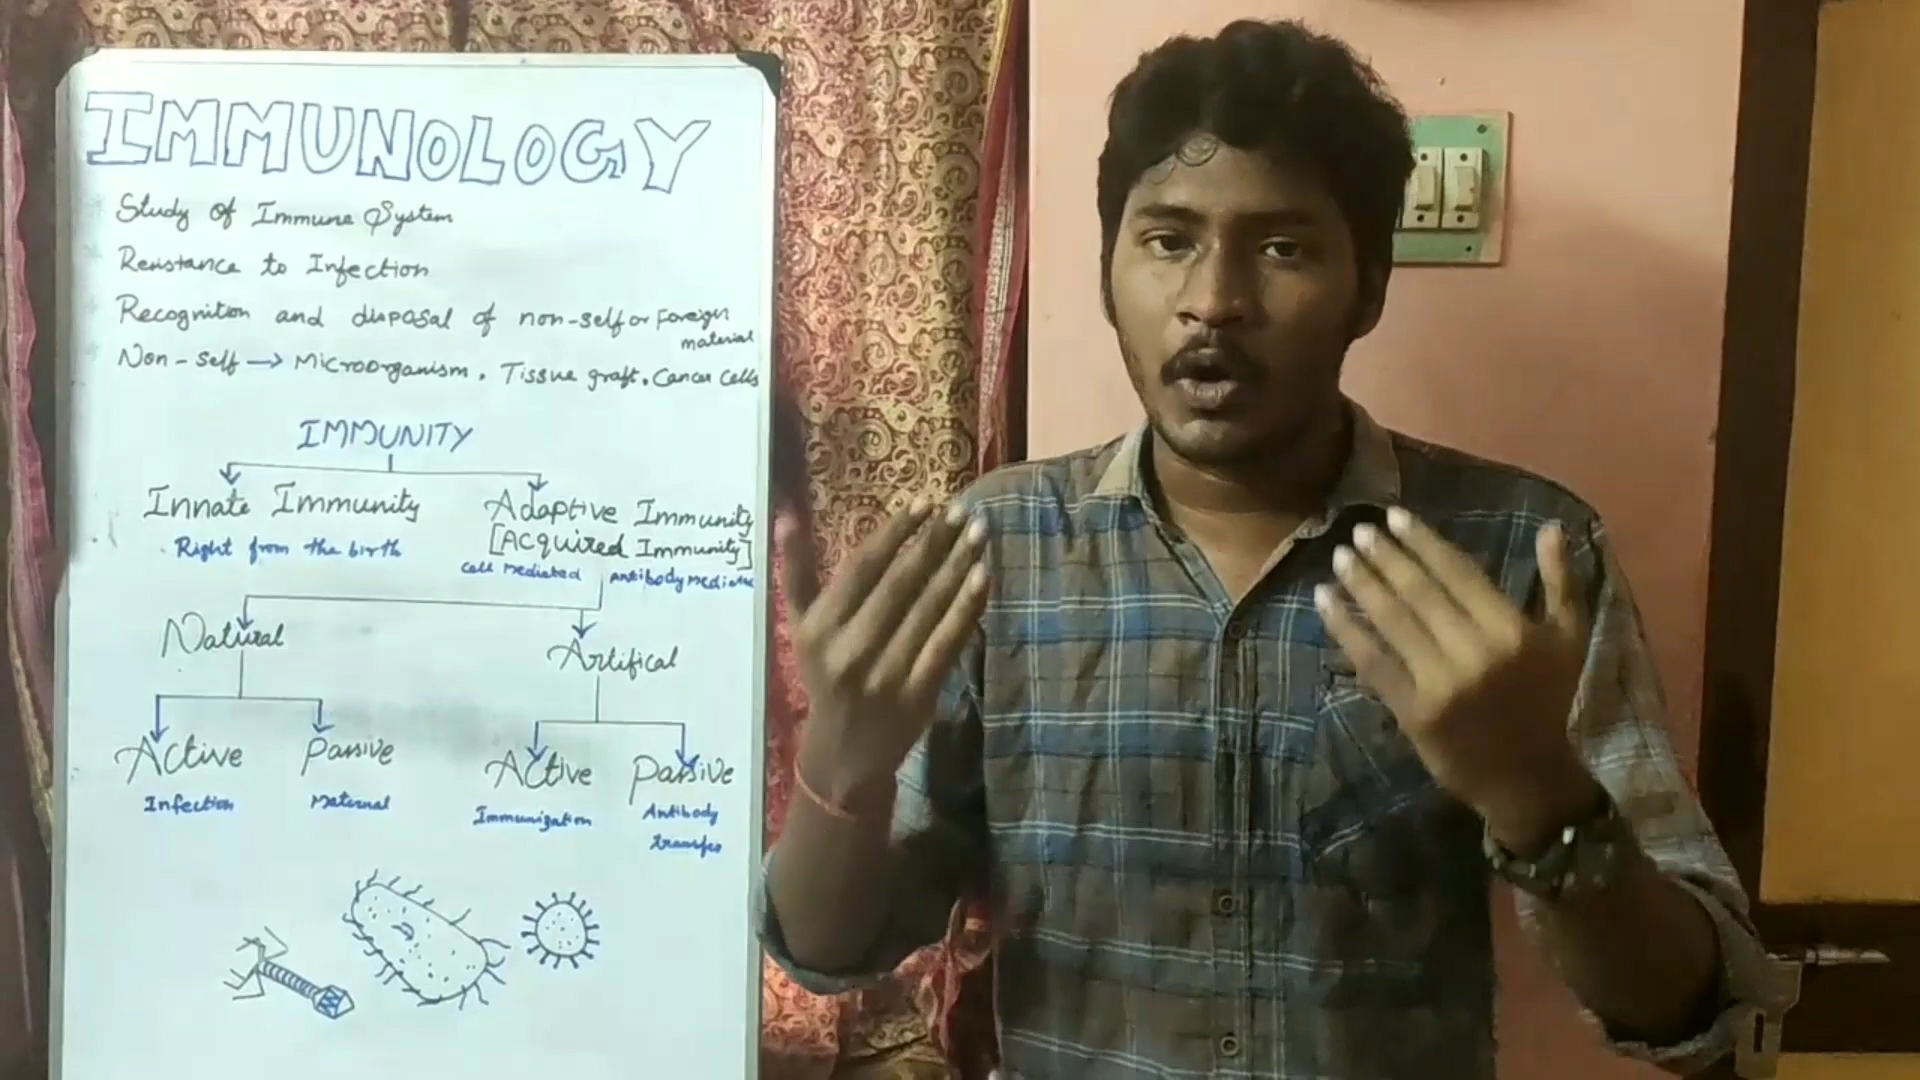 IMMUNOLOGY
Study of Immune System
Resistance to Infection
Recognition and disposal of non-self or Foreign
material
Non-Self → Microorganism. Tissue graft. Cancer cells
IMMUNITY
Innate Immunity Adaptive Immunity
[Acquired Immunity]
Right from the birth
cell mediated antibody mediated
Natural Artifical
Active Passive Active Passive
Infection Maternal Immunization Antibody
transfer